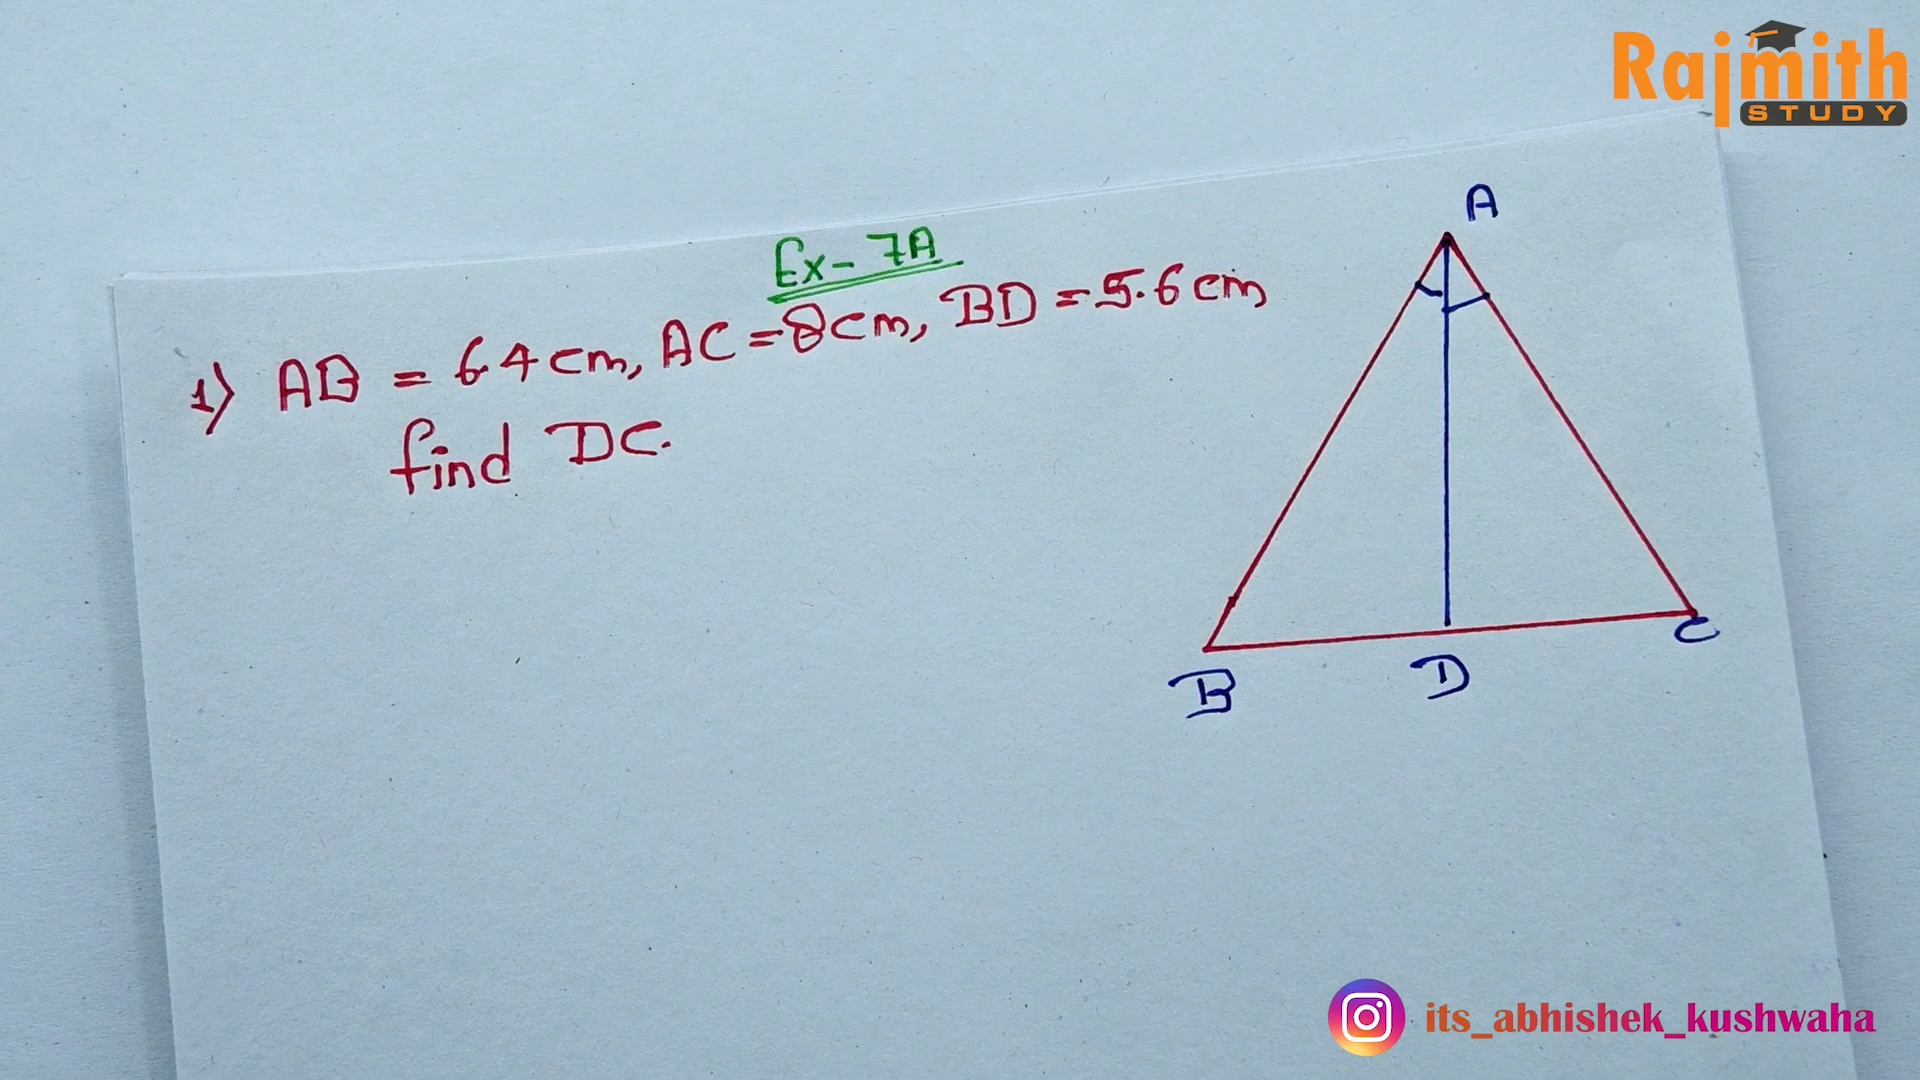 Rajmith
STUDY
Ex- 7A
1) AB = 6.4 cm, AC = 8 cm, BD = 5.6 cm
find DC.
A
B
D
C
its_abhishek_kushwaha